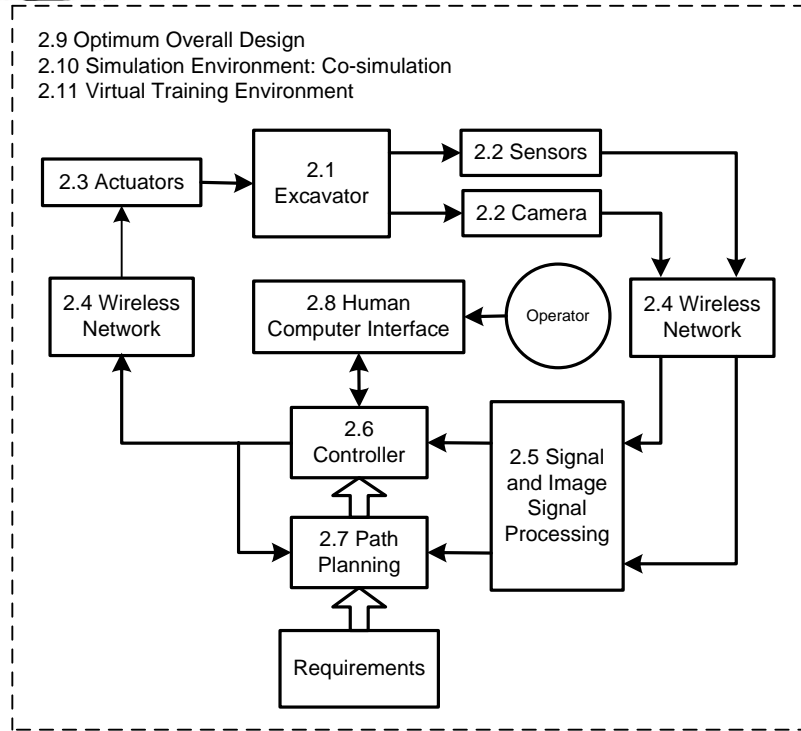 2.9 Optimum Overall Design
2.10 Simulation Environment: Co-simulation
2.11 Virtual Training Environment
2.3 Actuators
2.1
Excavator
2.2 Sensors
2.2 Camera
2.4 Wireless
Network
2.8 Human
Computer Interface
Operator
2.4 Wireless
Network
2.6
Controller
2.5 Signal
and Image
Signal
Processing
2.7 Path
Planning
Requirements